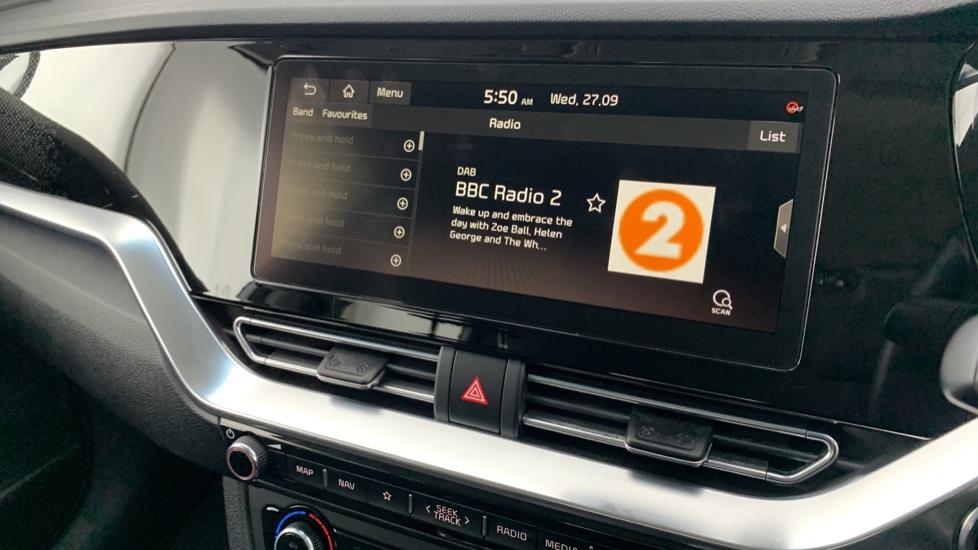 Menu
5:50 AM Wed, 27.09
Band Favourites
Radio
List
Press and hold
Press and hold
Press and hold
Press and hold
Press and hold
DAB
BBC Radio 2
Wake up and embrace the
day with Zoe Ball, Helen
George and The Wh...
2
SCAN
MAP
NAV
SEEK
TRACK
RADIO
MEDIA